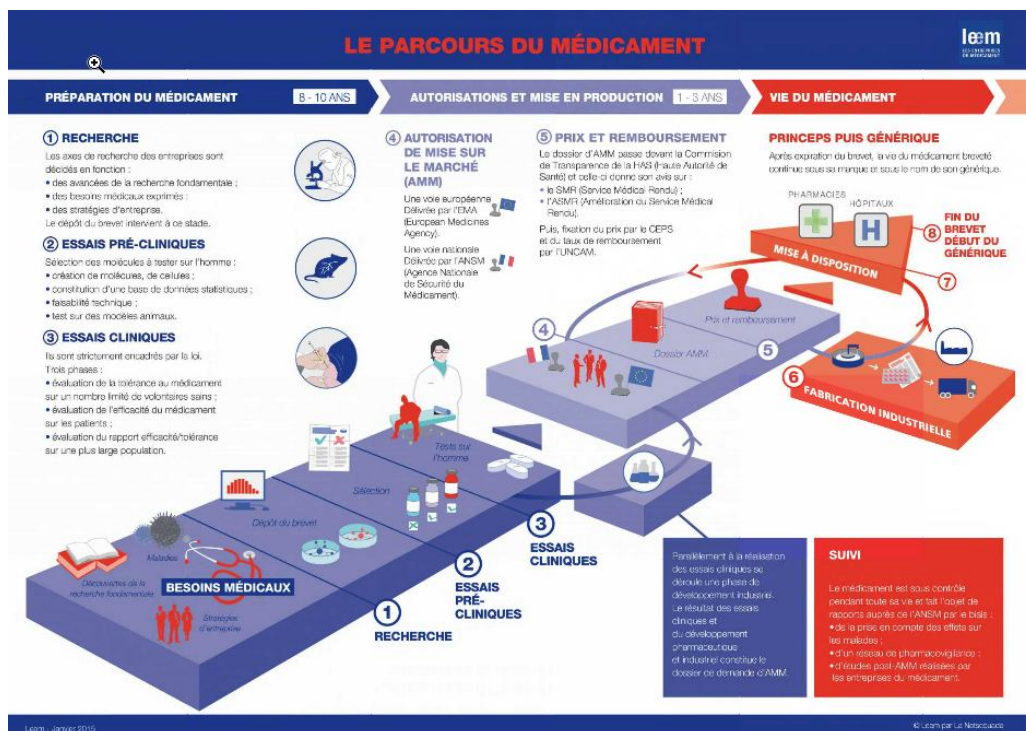 LE PARCOURS DU MÉDICAMENT
leem
LES ENTREPRISES
DU MÉDICAMENT
PRÉPARATION DU MÉDICAMENT
8 - 10 ANS
AUTORISATIONS ET MISE EN PRODUCTION
1 - 3 ANS
VIE DU MÉDICAMENT
1 RECHERCHE
Les axes de recherche des entreprises sont
décidés en fonction :
• des avancées de la recherche fondamentale ;
• des besoins médicaux exprimés ;
• des stratégies d'entreprise.
Le dépôt du brevet intervient à ce stade.
2 ESSAIS PRÉ-CLINIQUES
Sélection des molécules à tester sur l'homme :
• création de molécules, de cellules ;
• constitution d'une base de données statistiques ;
• faisabilité technique ;
• test sur des modèles animaux.
3 ESSAIS CLINIQUES
Ils sont strictement encadrés par la loi.
Trois phases :
• évaluation de la tolérance au médicament
sur un nombre limité de volontaires sains ;
• évaluation de l'efficacité du médicament
sur les patients ;
• évaluation du rapport efficacité/tolérance
sur une plus large population.
4 AUTORISATION
DE MISE SUR
LE MARCHÉ
(AMM)
Une voie européenne
Délivrée par l'EMA
(European Medicines
Agency).
Une voie nationale
Délivrée par l'ANSM
(Agence Nationale
de Sécurité du
Médicament).
5 PRIX ET REMBOURSEMENT
Le dossier d'AMM passe devant la Commision
de Transparence de la HAS (Haute Autorité de
Santé) et celle-ci donne son avis sur :
• le SMR (Service Médical Rendu) ;
• l'ASMR (Amélioration du Service Médical
Rendu).
Puis, fixation du prix par le CEPS
et du taux de remboursement
par l'UNCAM.
PRINCEPS PUIS GÉNÉRIQUE
Après expiration du brevet, la vie du médicament breveté
continue sous sa marque et sous le nom de son générique.
PHARMACIES
HÔPITAUX
H
8 FIN DU
BREVET
DÉBUT DU
GÉNÉRIQUE
MISE À DISPOSITION
7
Prix et remboursement
4
Dossier AMM
5
6
FABRICATION INDUSTRIELLE
Tests sur
l'homme
Sélection
Dépôt du brevet
Maladies
Découvertes de la
recherche fondamentale
BESOINS MÉDICAUX
Stratégies
d'entreprise
3
ESSAIS
CLINIQUES
2
ESSAIS
PRÉ-
CLINIQUES
1
RECHERCHE
Parallèlement à la réalisation
des essais cliniques se
déroule une phase de
développement industriel.
Le résultat des essais
cliniques et
du développement
pharmaceutique
et industriel constitue le
dossier de demande d'AMM.
SUIVI
Le médicament est sous contrôle
pendant toute sa vie et fait l'objet de
rapports auprès de l'ANSM par le biais :
• de la prise en compte des effets sur
les malades ;
• d'un réseau de pharmacovigilance ;
• d'études post-AMM réalisées par
les entreprises du médicament.
Leem - Janvier 2015
© Leem par La Netscouade